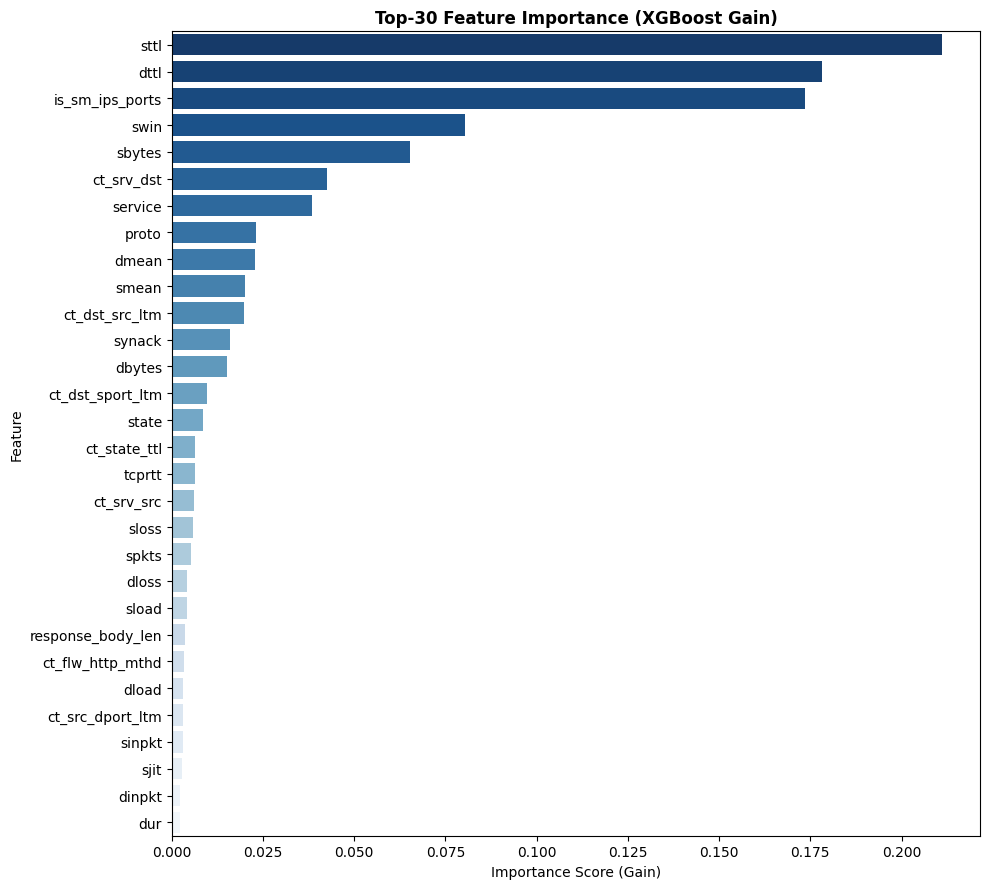 Top-30 Feature Importance (XGBoost Gain)
sttl
dttl
is_sm_ips_ports
swin
sbytes
ct_srv_dst
service
proto
dmean
smean
ct_dst_src_ltm
synack
dbytes
ct_dst_sport_ltm
state
ct_state_ttl
tcprtt
ct_srv_src
sloss
spkts
dloss
sload
response_body_len
ct_flw_http_mthd
dload
ct_src_dport_ltm
sinpkt
sjit
dinpkt
dur
Feature
0.000 0.025 0.050 0.075 0.100 0.125 0.150 0.175 0.200
Importance Score (Gain)